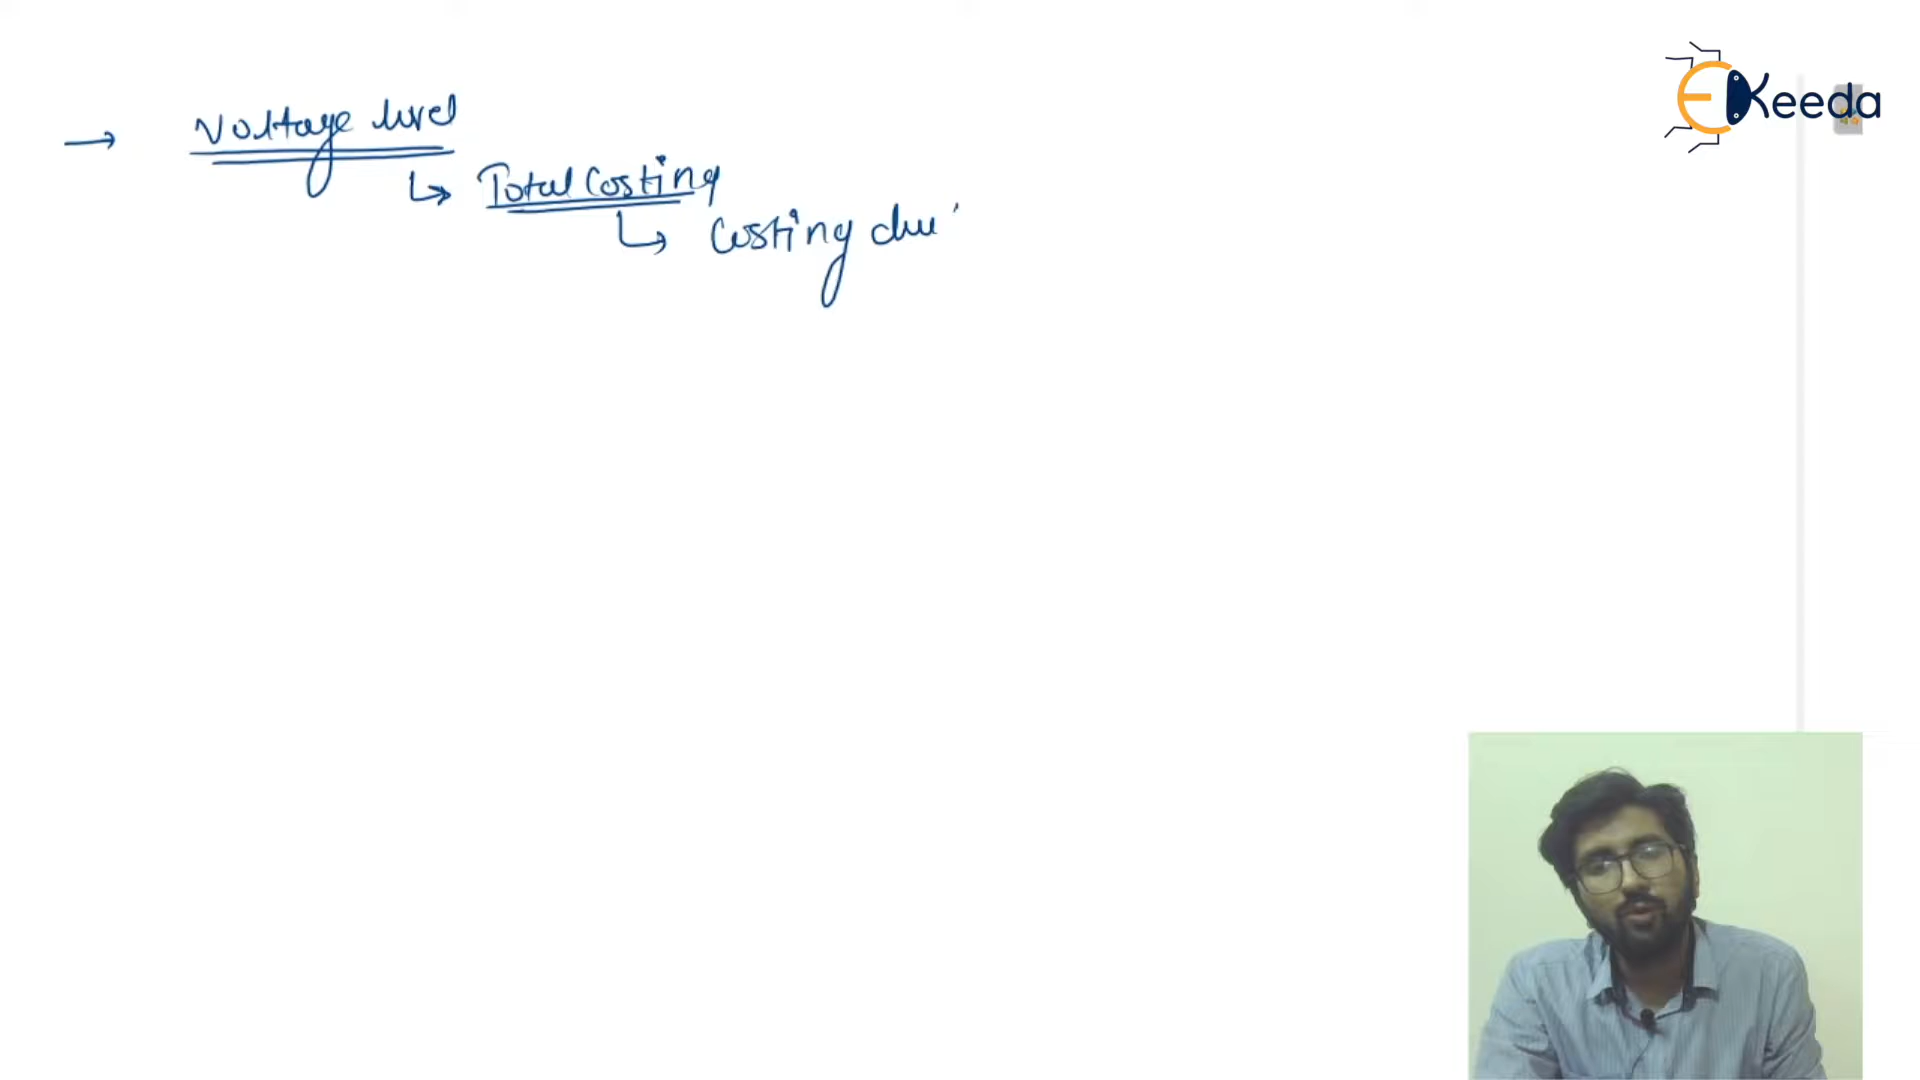 EKeeda
→ Voltage level
↳ Total Costing
↳ Costing due